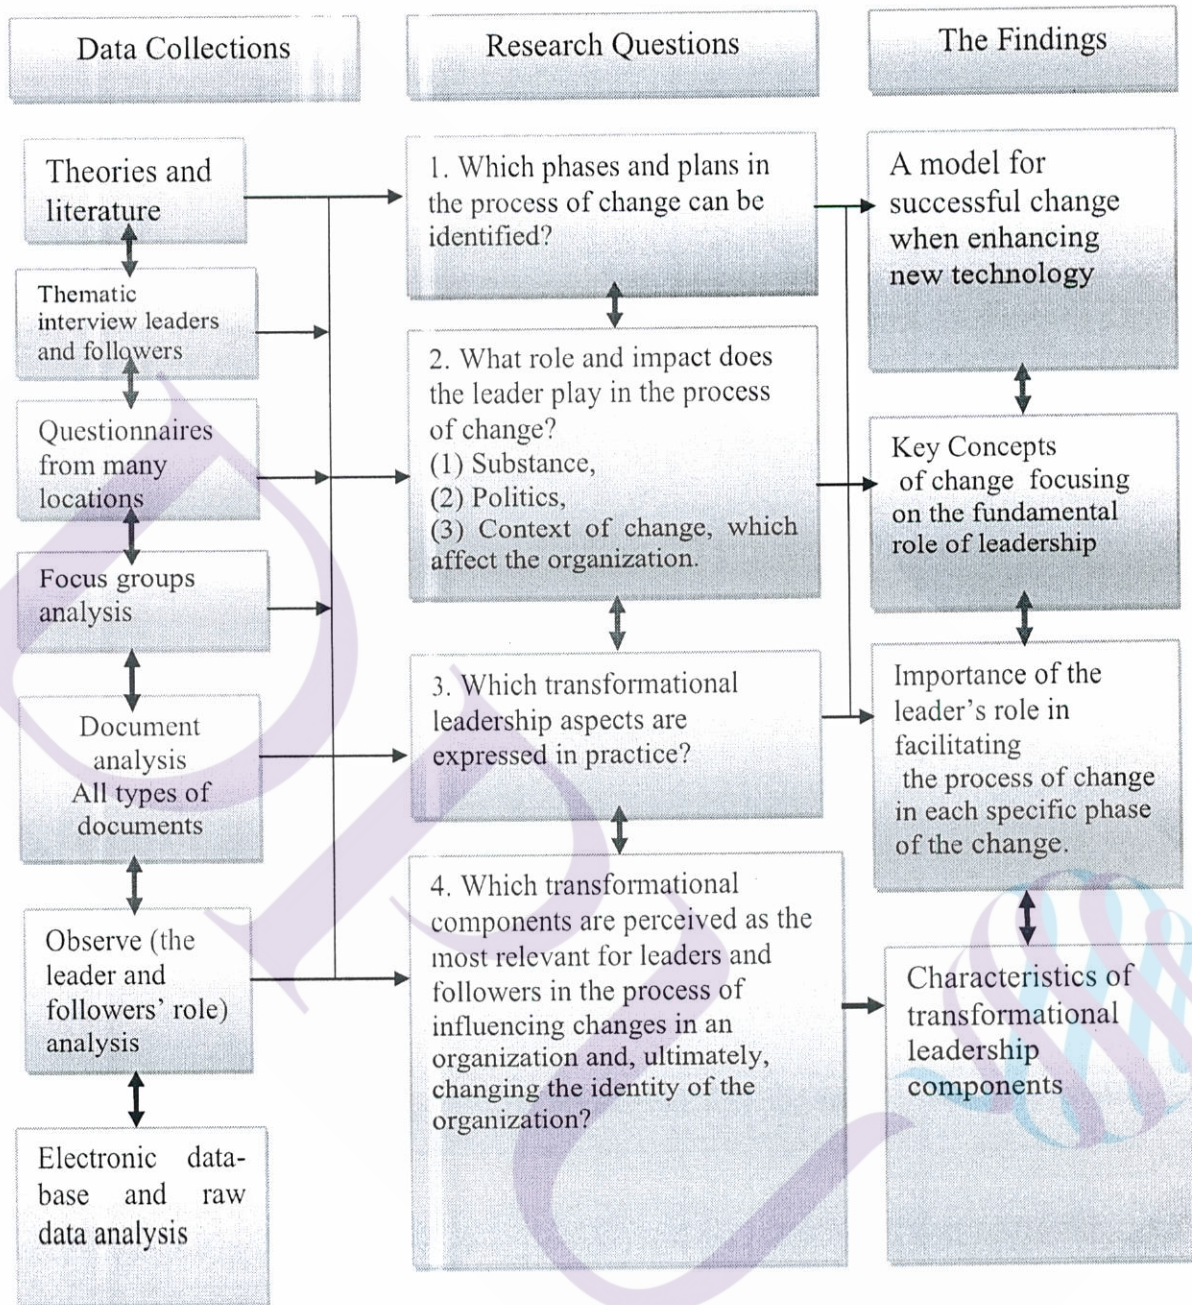 Data Collections
Research Questions
The Findings
Theories and
literature
Thematic
interview leaders
and followers
Questionnaires
from many
locations
Focus groups
analysis
Document
analysis
All types of
documents
Observe (the
leader and
followers' role)
analysis
Electronic data-
base and raw
data analysis
1. Which phases and plans in
the process of change can be
identified?
2. What role and impact does
the leader play in the process
of change?
(1) Substance,
(2) Politics,
(3) Context of change, which
affect the organization.
3. Which transformational
leadership aspects are
expressed in practice?
4. Which transformational
components are perceived as the
most relevant for leaders and
followers in the process of
influencing changes in an
organization and, ultimately,
changing the identity of the
organization?
A model for
successful change
when enhancing
new technology
Key Concepts
of change focusing
on the fundamental
role of leadership
Importance of the
leader's role in
facilitating
the process of change
in each specific phase
of the change.
Characteristics of
transformational
leadership
components
DPU